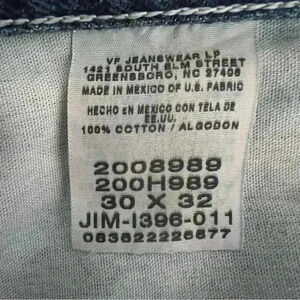 VF JEANSWEAR LP
1421 SOUTH ELM STREET
GREENSBORO, NC 27406
MADE IN MEXICO OF U.S. FABRIC
HECHO EN MEXICO CON TELA DE
EE.UU.
100% COTTON / ALGODON
2008989
200H989
30 X 32
JIM-I396-011
083622226577